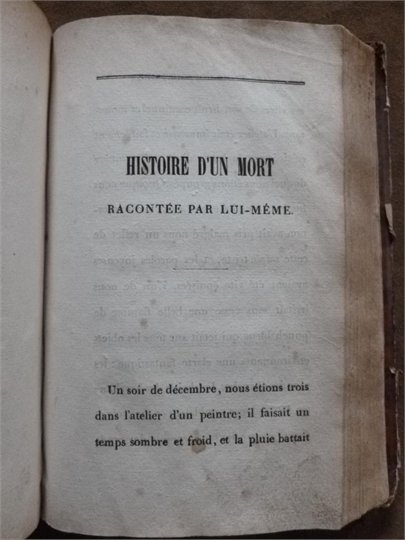 HISTOIRE D'UN MORT
RACONTÉE PAR LUI-MÊME.
Un soir de décembre, nous étions trois
dans l'atelier d'un peintre; il faisait un
temps sombre et froid, et la pluie battait